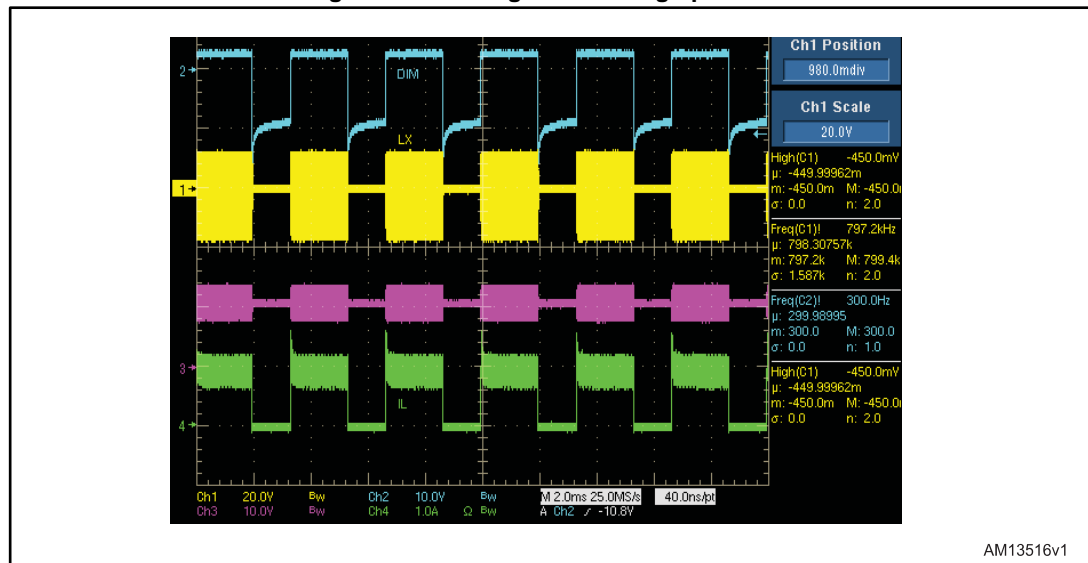 Ch1 Position
980.0mdiv
2
DIM
Ch1 Scale
20.0V
LX
High(C1) -450.0mV
µ: -449.99962m
1
m: -450.0m M: -450.0
σ: 0.0 n: 2.0
Freq(C1)! 797.2kHz
µ: 798.30757k
m: 797.2k M: 799.4k
σ: 1.587k n: 2.0
Freq(C2)! 300.0Hz
µ: 299.98995
m: 300.0 M: 300.0
σ: 0.0 n: 1.0
3
High(C1) -450.0mV
µ: -449.99962m
m: -450.0m M: -450.0
IL
σ: 0.0 n: 2.0
4
Ch1 20.0V Bw Ch2 10.0V Bw M 2.0ms 25.0MS/s 40.0ns/pt
Ch3 10.0V Bw Ch4 1.0A Ω Bw A Ch2 -10.8V
AM13516v1